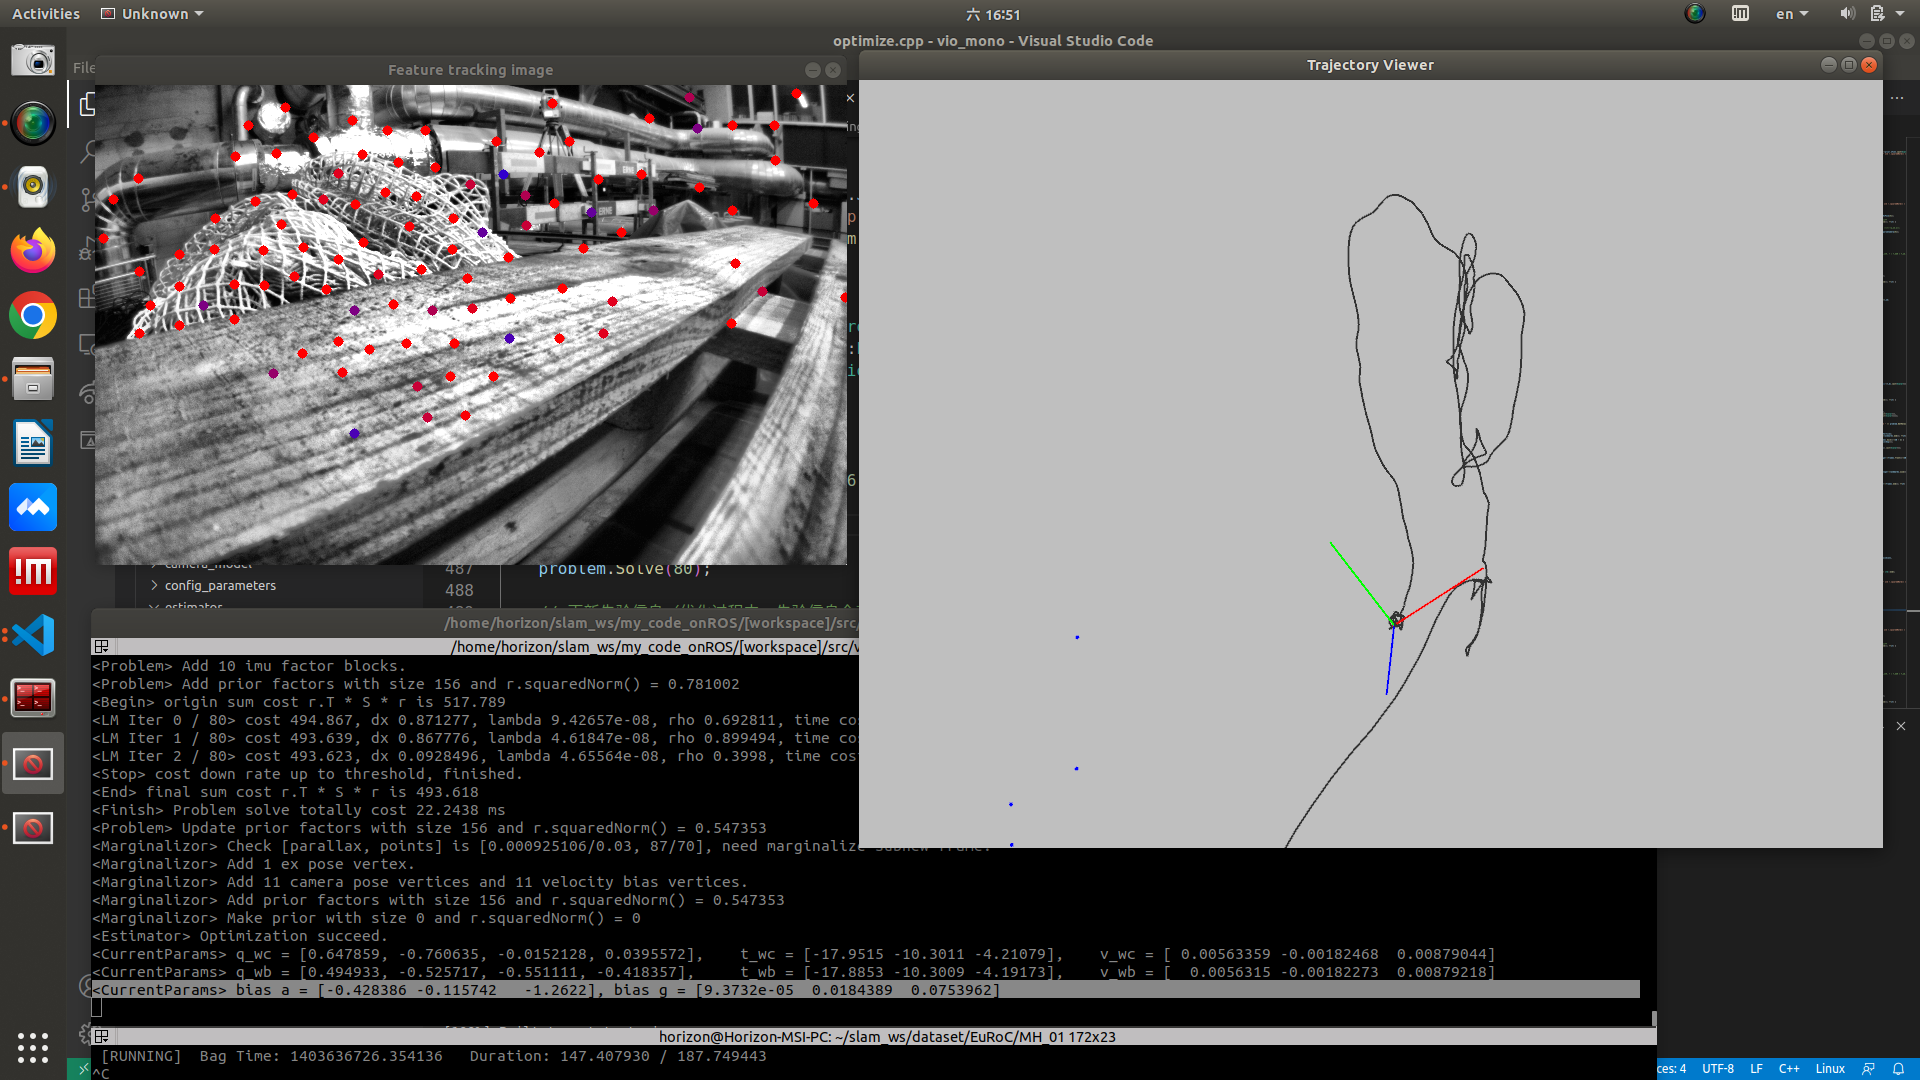 Activities
Unknown
六 16:51
en
optimize.cpp - vio_mono - Visual Studio Code
File
Feature tracking image
Trajectory Viewer
config_parameters
estimator
487
problem.Solve(80);
488
/home/horizon/slam_ws/my_code_onROS/[workspace]/src/
/home/horizon/slam_ws/my_code_onROS/[workspace]/src/v
<Problem> Add 10 imu factor blocks.
<Problem> Add prior factors with size 156 and r.squaredNorm() = 0.781002
<Begin> origin sum cost r.T * S * r is 517.789
<LM Iter 0 / 80> cost 494.867, dx 0.871277, lambda 9.42657e-08, rho 0.692811, time cos
<LM Iter 1 / 80> cost 493.639, dx 0.867776, lambda 4.61847e-08, rho 0.899494, time cos
<LM Iter 2 / 80> cost 493.623, dx 0.0928496, lambda 4.65564e-08, rho 0.3998, time cost
<Stop> cost down rate up to threshold, finished.
<End> final sum cost r.T * S * r is 493.618
<Finish> Problem solve totally cost 22.2438 ms
<Problem> Update prior factors with size 156 and r.squaredNorm() = 0.547353
<Marginalizor> Check [parallax, points] is [0.000925106/0.03, 87/70], need marginalize subnew frame.
<Marginalizor> Add 1 ex pose vertex.
<Marginalizor> Add 11 camera pose vertices and 11 velocity bias vertices.
<Marginalizor> Add prior factors with size 156 and r.squaredNorm() = 0.547353
<Marginalizor> Make prior with size 0 and r.squaredNorm() = 0
<Estimator> Optimization succeed.
<CurrentParams> q_wc = [0.647859, -0.760635, -0.0152128, 0.0395572],    t_wc = [-17.9515 -10.3011 -4.21079],    v_wc = [ 0.00563359 -0.00182468  0.00879044]
<CurrentParams> q_wb = [0.494933, -0.525717, -0.551111, -0.418357],     t_wb = [-17.8853 -10.3009 -4.19173],    v_wb = [  0.0056315 -0.00182273  0.00879218]
<CurrentParams> bias a = [-0.428386 -0.115742   -1.2622], bias g = [9.3732e-05  0.0184389  0.0753962]
horizon@Horizon-MSI-PC: ~/slam_ws/dataset/EuRoC/MH_01 172x23
[RUNNING]  Bag Time: 1403636726.354136   Duration: 147.407930 / 187.749443
^C
ces: 4
UTF-8
LF
C++
Linux